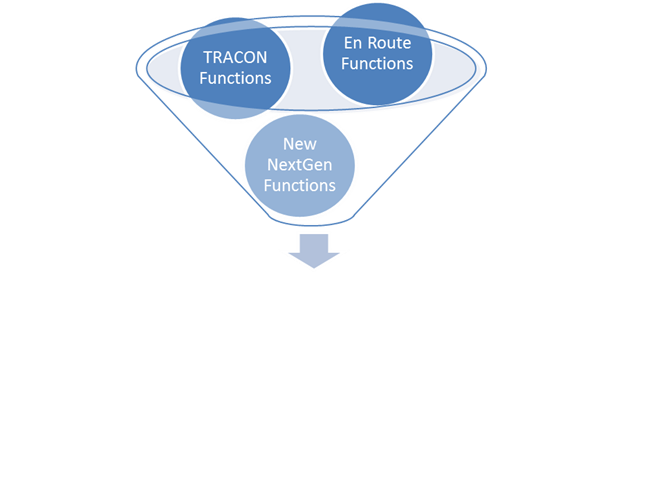 TRACON
Functions
En Route
Functions
New
NextGen
Functions